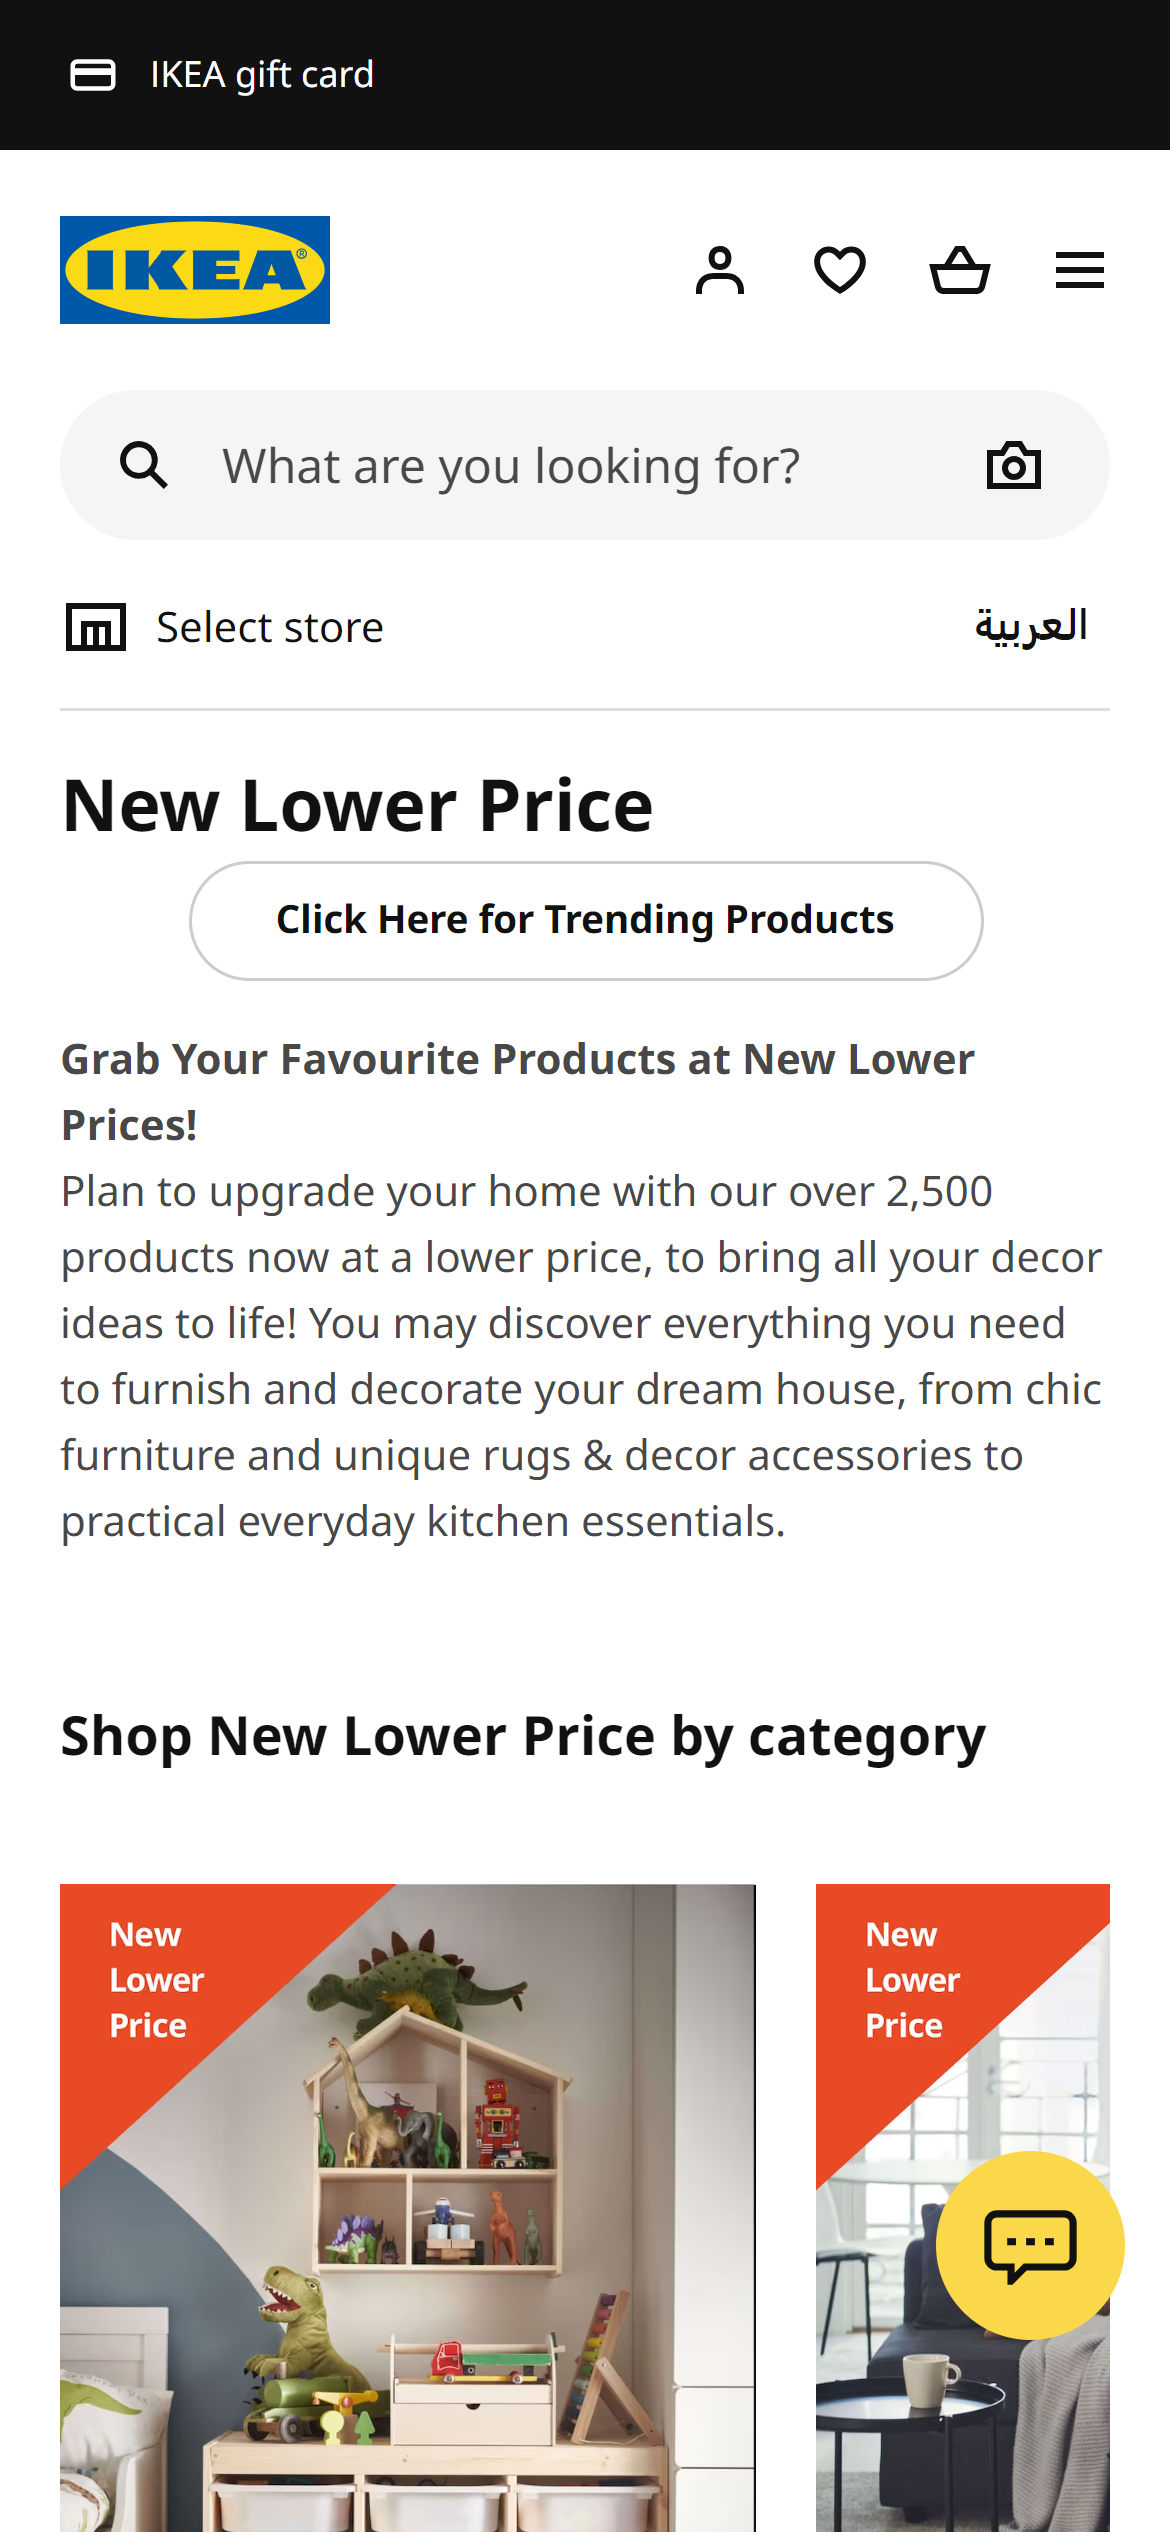 IKEA gift card
IKEA®
What are you looking for?
Select store
العربية
New Lower Price
Click Here for Trending Products
Grab Your Favourite Products at New Lower
Prices!
Plan to upgrade your home with our over 2,500
products now at a lower price, to bring all your decor
ideas to life! You may discover everything you need
to furnish and decorate your dream house, from chic
furniture and unique rugs & decor accessories to
practical everyday kitchen essentials.
Shop New Lower Price by category
New
Lower
Price
New
Lower
Price